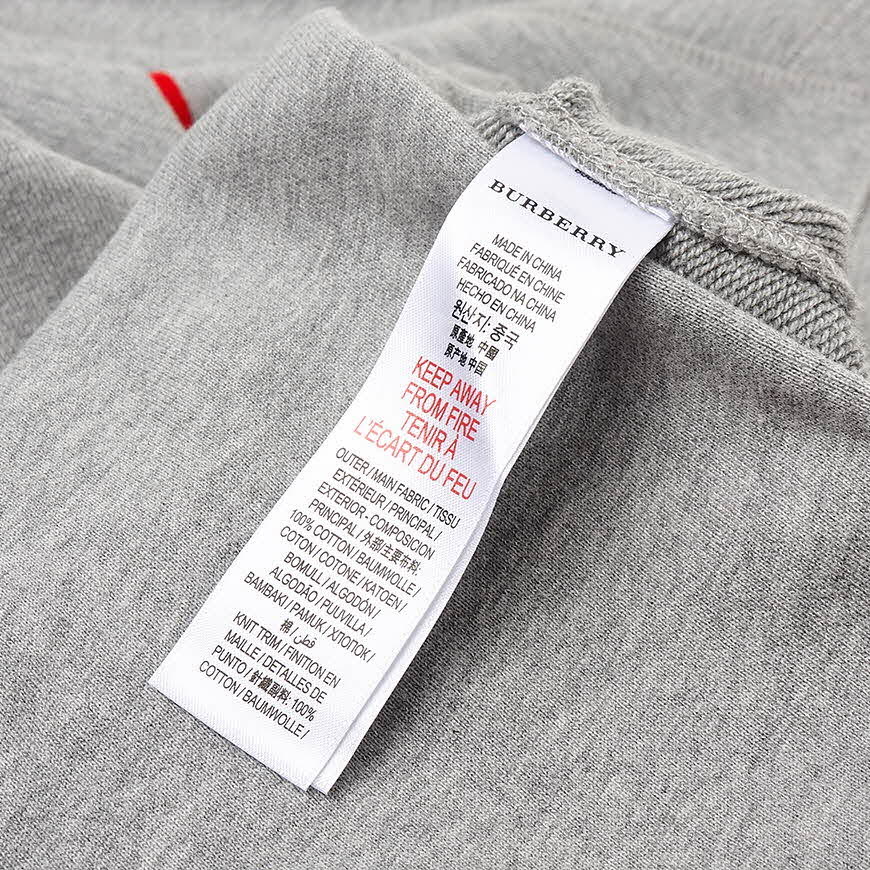 BURBERRY
MADE IN CHINA
FABRIQUÉ EN CHINE
FABRICADO NA CHINA
HECHO EN CHINA
원산지: 중국
原產地: 中國
原产地: 中国
KEEP AWAY
FROM FIRE
TENIR À
L'ÉCART DU FEU
OUTER / MAIN FABRIC / TISSU
EXTÉRIEUR / PRINCIPAL /
EXTERIOR - COMPOSICION
PRINCIPAL / 外部主要布料:
100% COTTON / BAUMWOLLE /
COTON / COTONE / KATOEN /
BOMULL / ALGODÓN /
ALGODÃO / PUUVILLA /
BAMBAKI / PAMUK / ХЛОПОК /
棉 / قطن /
KNIT TRIM / FINITION EN
MAILLE / DETALLES DE
PUNTO / 針織副料: 100%
COTTON / BAUMWOLLE /